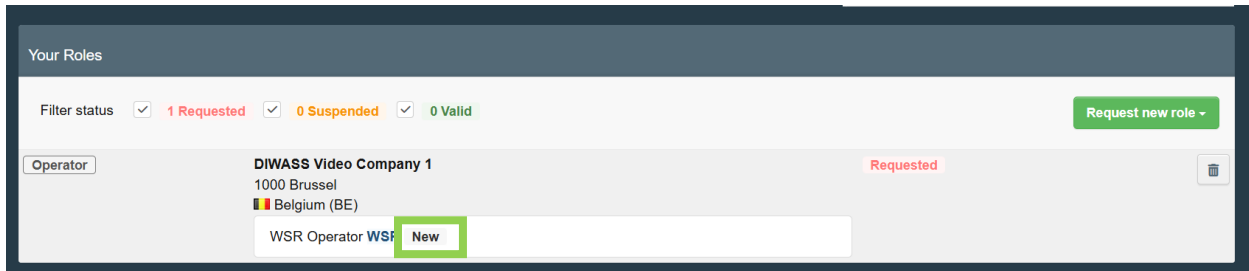 Your Roles
Filter status 1 Requested 0 Suspended 0 Valid Request new role
Operator DIWASS Video Company 1 Requested
1000 Brussel
Belgium (BE)
WSR Operator New